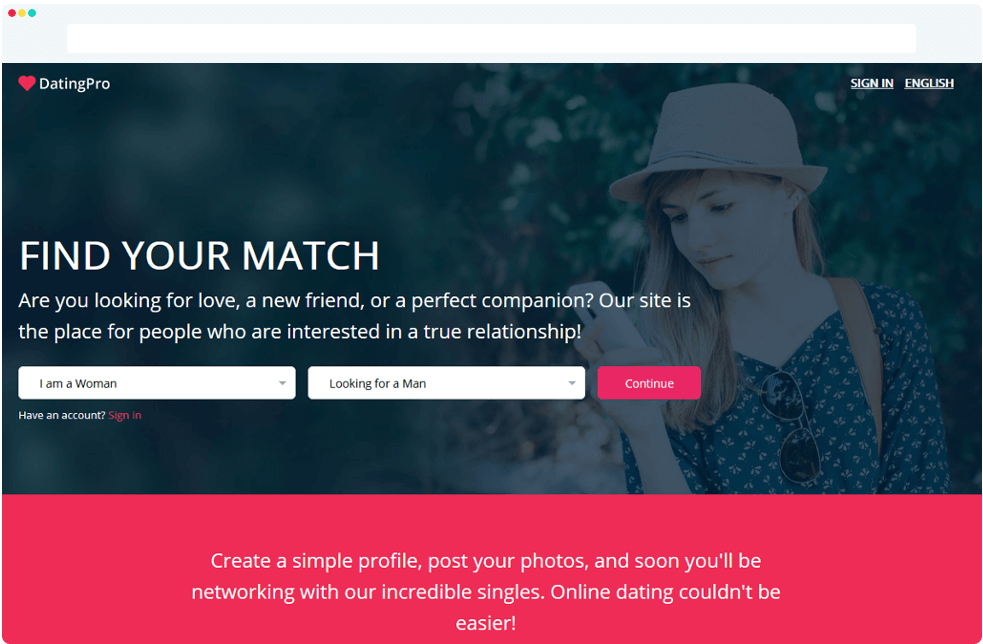 DatingPro
SIGN IN ENGLISH
FIND YOUR MATCH
Are you looking for love, a new friend, or a perfect companion? Our site is
the place for people who are interested in a true relationship!
I am a Woman
Looking for a Man
Continue
Have an account? Sign in
Create a simple profile, post your photos, and soon you'll be
networking with our incredible singles. Online dating couldn't be
easier!